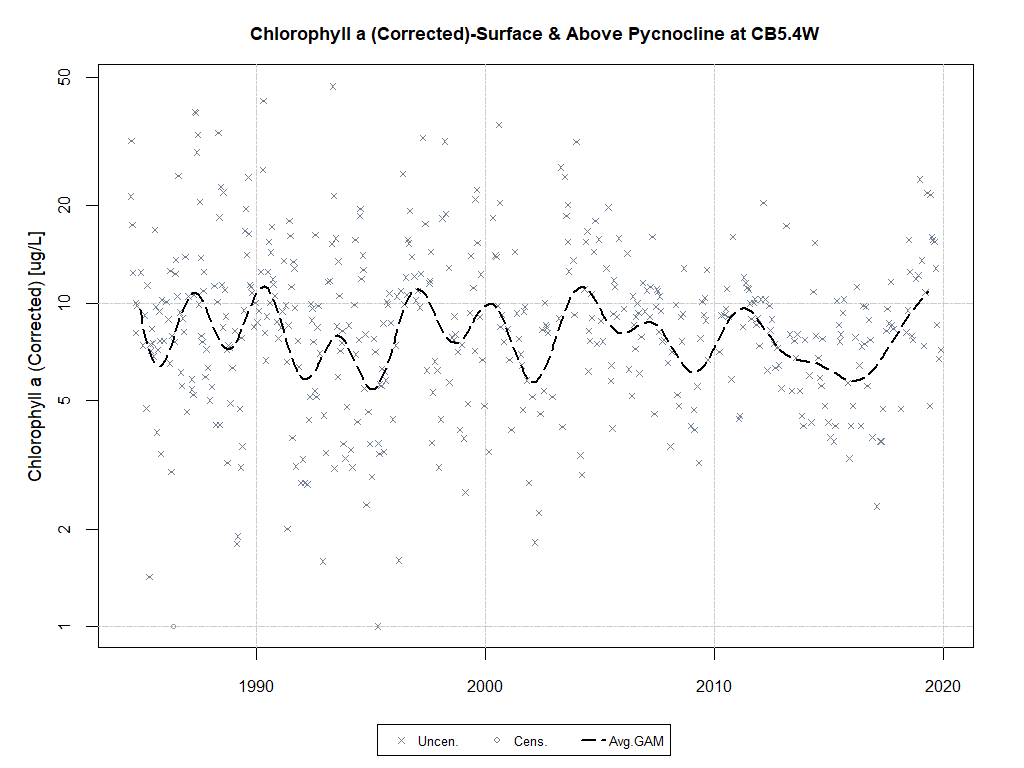 Chlorophyll a (Corrected)-Surface & Above Pycnocline at CB5.4W
Chlorophyll a (Corrected) [ug/L]
50
20
10
5
2
1
1990
2000
2010
2020
Uncen.
Cens.
Avg.GAM